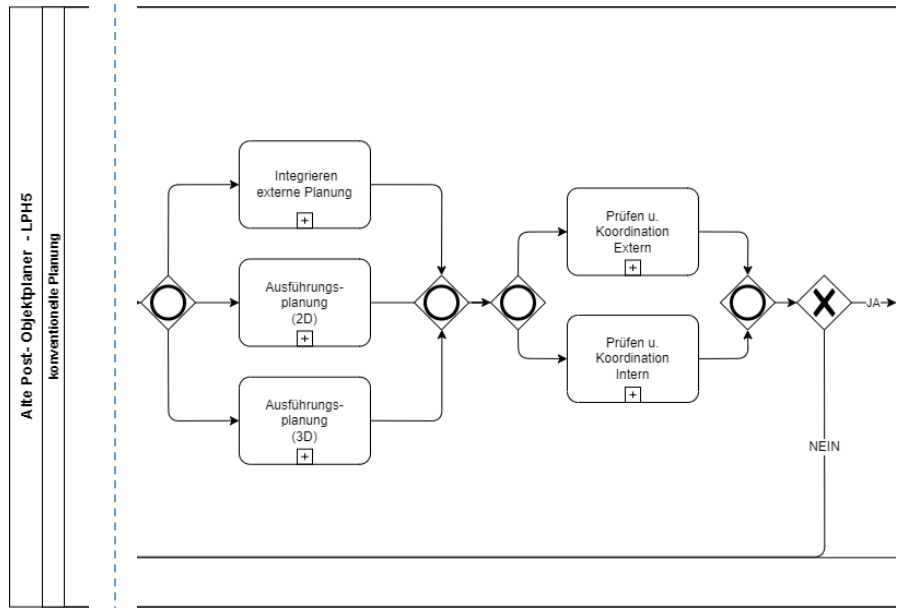 Alte Post- Objektplaner - LPH5
konventionelle Planung
Integrieren
externe Planung
Ausführungs-
planung
(2D)
Ausführungs-
planung
(3D)
Prüfen u.
Koordination
Extern
Prüfen u.
Koordination
Intern
JA
NEIN